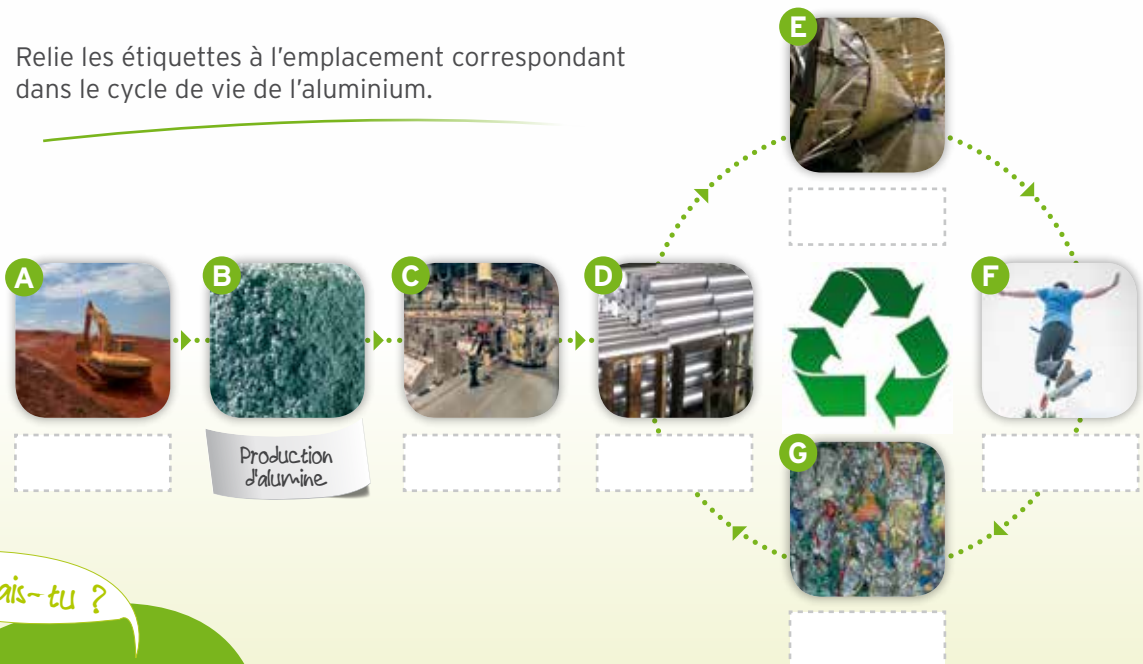 Relie les étiquettes à l'emplacement correspondant
dans le cycle de vie de l'aluminium.
E
A
B
C
D
F
Production
d'alumine
G
ais-tu ?